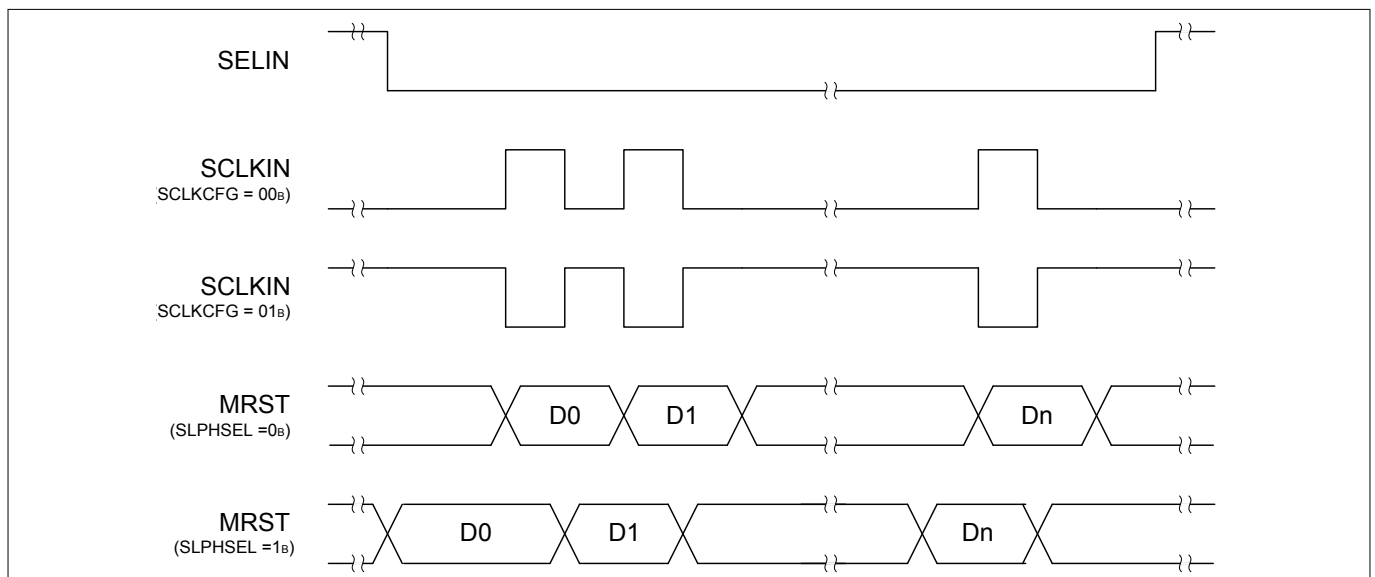 SELIN
SCLKIN
SCLKCFG = 00B)
SCLKIN
SCLKCFG = 01B)
MRST
(SLPHSEL =0B)
D0 D1 Dn
MRST
(SLPHSEL =1B)
D0 D1 Dn